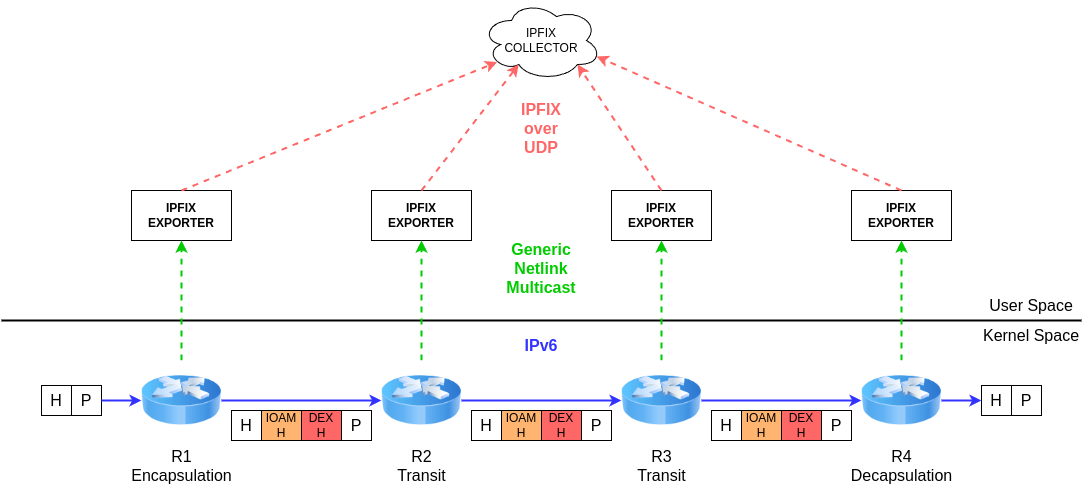 IPFIX
COLLECTOR
IPFIX
over
UDP
IPFIX
EXPORTER
IPFIX
EXPORTER
IPFIX
EXPORTER
IPFIX
EXPORTER
Generic
Netlink
Multicast
User Space
Kernel Space
IPv6
H P
H IOAM H DEX H P
H IOAM H DEX H P
H IOAM H DEX H P
H P
R1
Encapsulation
R2
Transit
R3
Transit
R4
Decapsulation